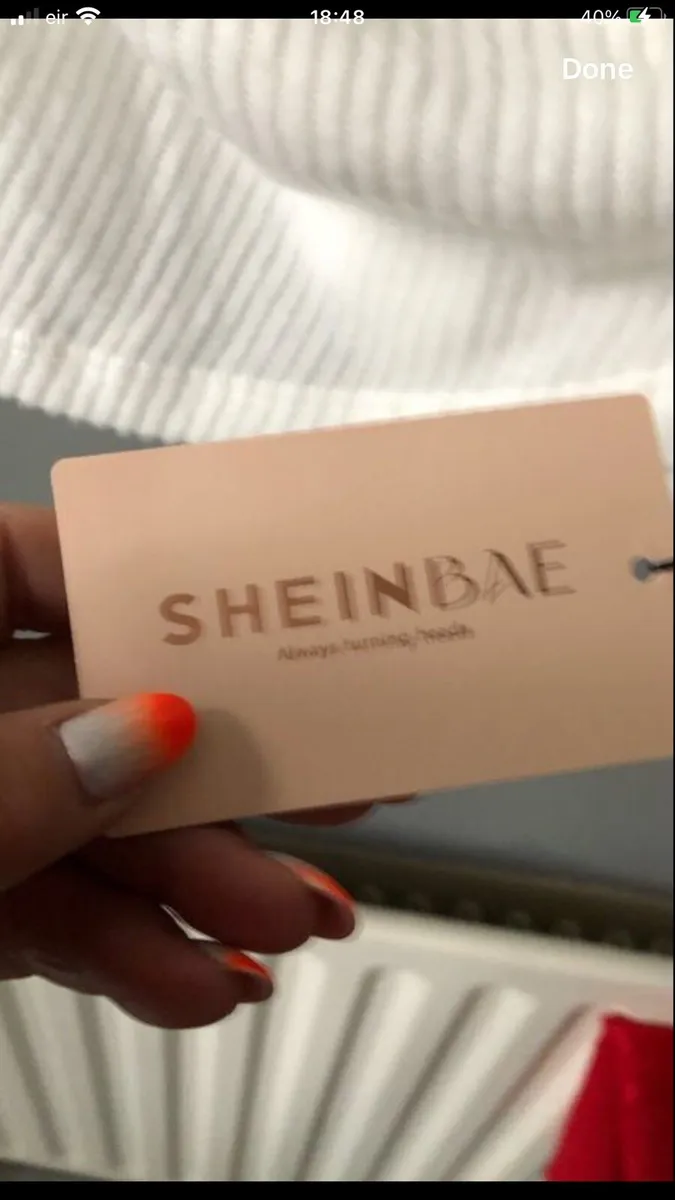 eir 18:48 40%
Done
SHEINBAE
Always turning heads.